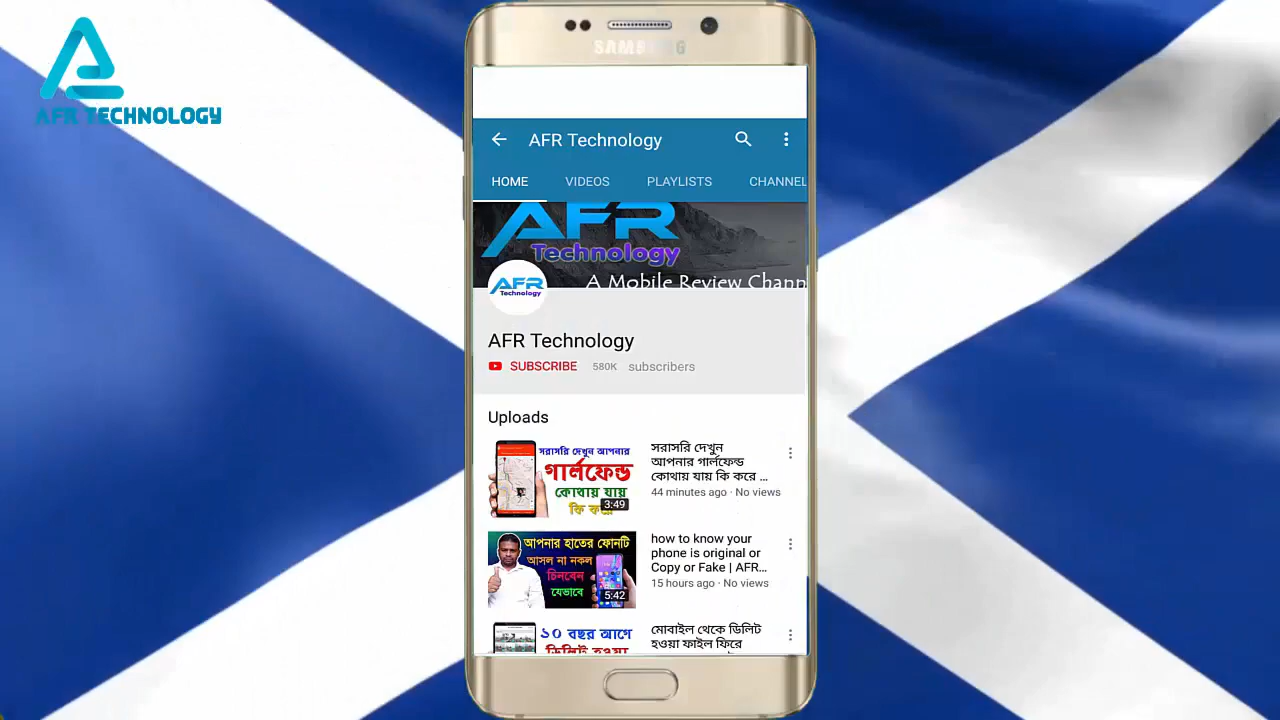 AFR TECHNOLOGY
SAMSUNG
AFR Technology
HOME VIDEOS PLAYLISTS CHANNEL
AFR
Technology
A Mobile Review Chann
AFR
Technology
AFR Technology
SUBSCRIBE 580K subscribers
Uploads
সরাসরি দেখুন আপনার
গার্লফেন্ড
কোথায় যায়
কি করে
3:49
সরাসরি দেখুন
আপনার গার্লফেন্ড
কোথায় যায় কি করে ...
44 minutes ago · No views
আপনার হাতের ফোনটি
আসল না নকল
চিনবেন
যেভাবে
5:42
how to know your
phone is original or
Copy or Fake | AFR...
15 hours ago · No views
১০ বছর আগে
ডিলিট হওয়া
মোবাইল থেকে ডিলিট
হওয়া ফাইল ফিরে